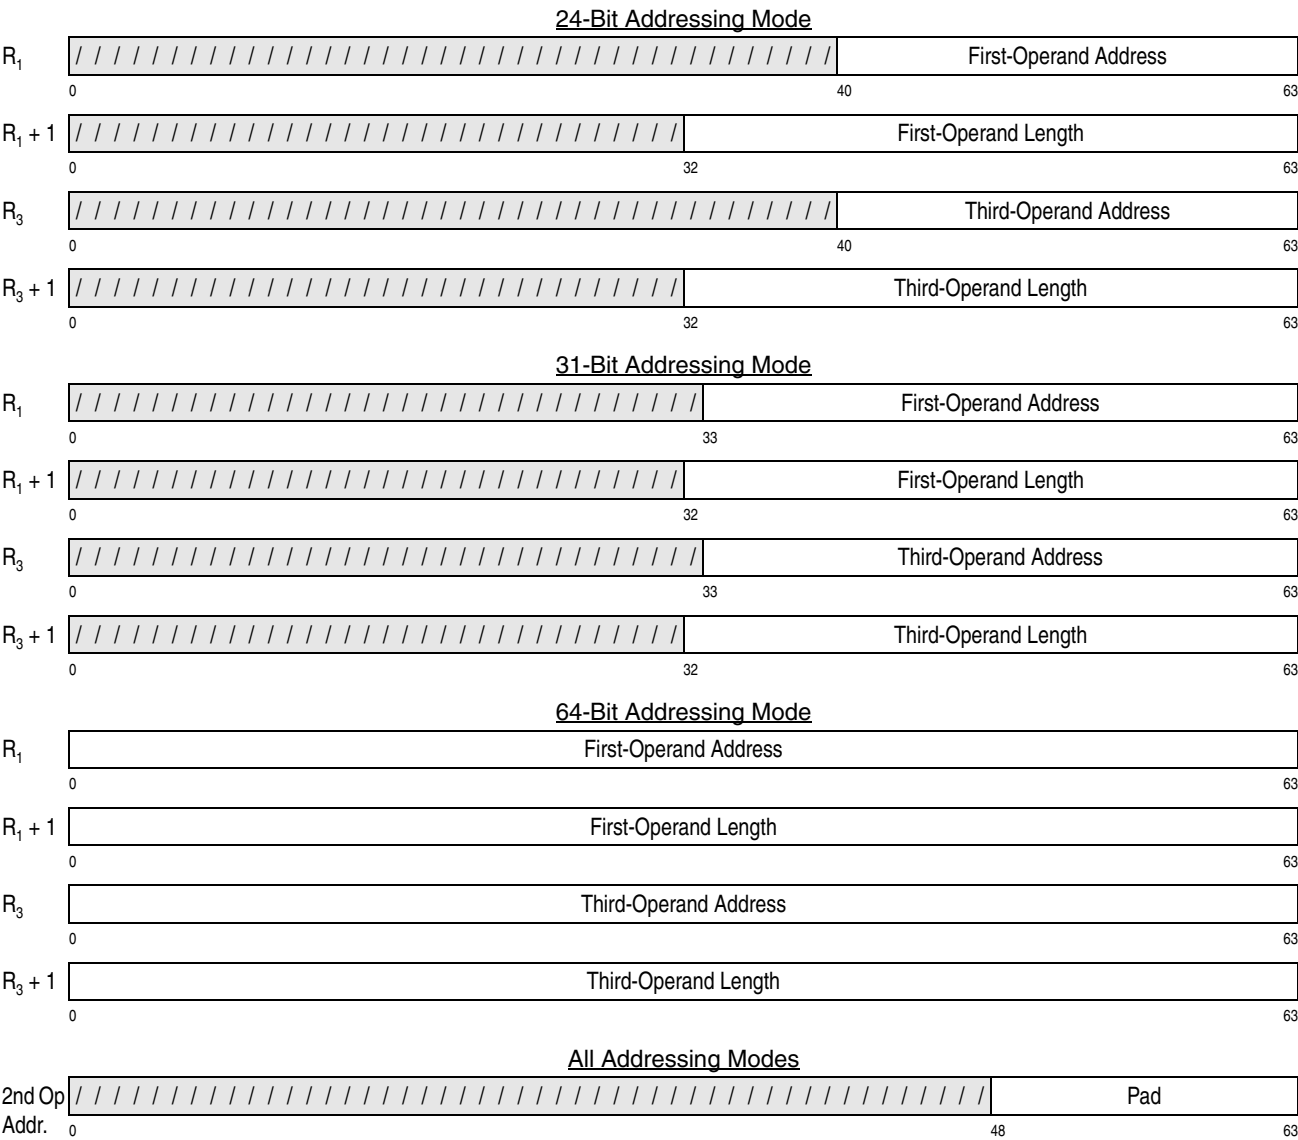 24-Bit Addressing Mode
R₁ / / / / / / / / / / / / / / / / / / / / / / / / / / / / / / / / / / / / / / / / First-Operand Address
0 40 63
R₁ + 1 / / / / / / / / / / / / / / / / / / / / / / / / / / / / / / / / First-Operand Length
0 32 63
R₃ / / / / / / / / / / / / / / / / / / / / / / / / / / / / / / / / / / / / / / / / Third-Operand Address
0 40 63
R₃ + 1 / / / / / / / / / / / / / / / / / / / / / / / / / / / / / / / / Third-Operand Length
0 32 63
31-Bit Addressing Mode
R₁ / / / / / / / / / / / / / / / / / / / / / / / / / / / / / / / / / First-Operand Address
0 33 63
R₁ + 1 / / / / / / / / / / / / / / / / / / / / / / / / / / / / / / / / First-Operand Length
0 32 63
R₃ / / / / / / / / / / / / / / / / / / / / / / / / / / / / / / / / / Third-Operand Address
0 33 63
R₃ + 1 / / / / / / / / / / / / / / / / / / / / / / / / / / / / / / / / Third-Operand Length
0 32 63
64-Bit Addressing Mode
R₁ First-Operand Address
0 63
R₁ + 1 First-Operand Length
0 63
R₃ Third-Operand Address
0 63
R₃ + 1 Third-Operand Length
0 63
All Addressing Modes
2nd Op / / / / / / / / / / / / / / / / / / / / / / / / / / / / / / / / / / / / / / / / / / / / / / / / Pad
Addr. 0 48 63